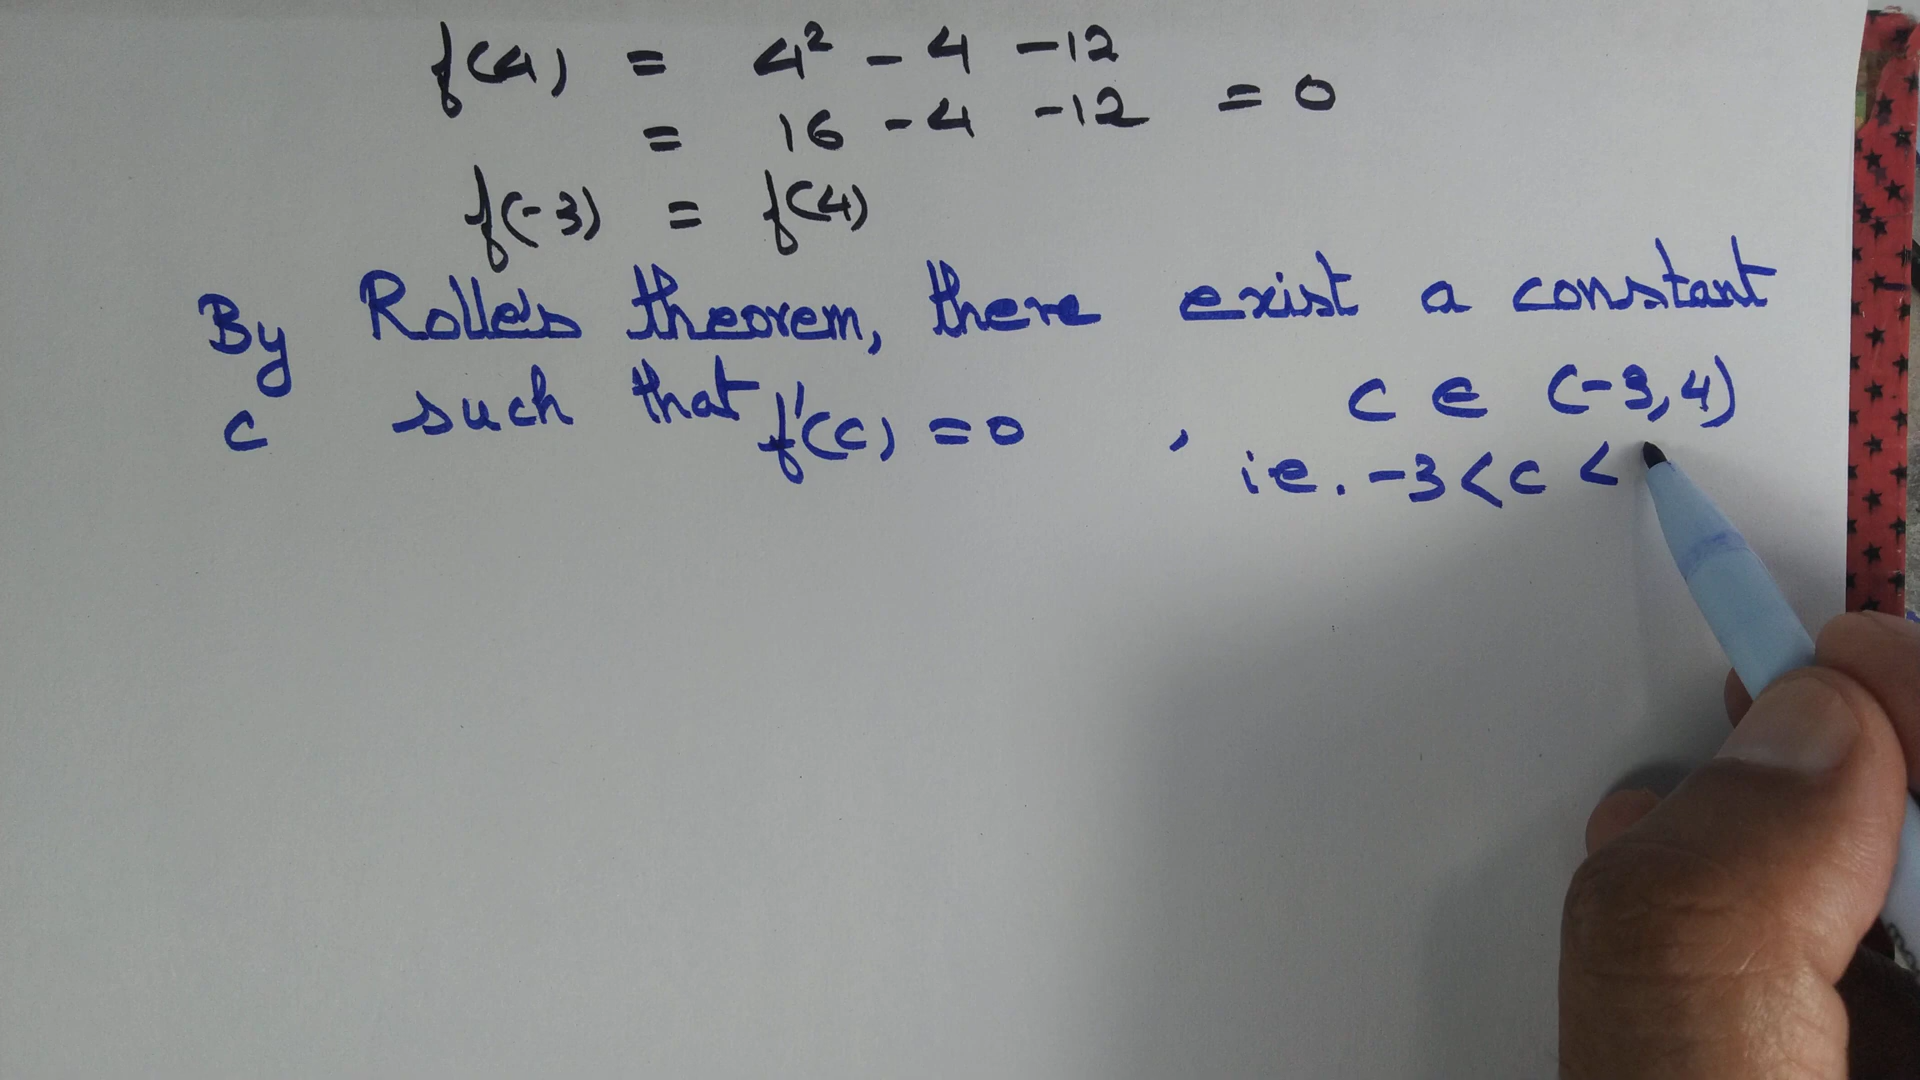 f(4) = 4² - 4 - 12
= 16 - 4 - 12 = 0
f(-3) = f(4)
By Rolle's theorem, there exist a constant
c such that f'(c) = 0 , c ∈ (-3, 4)
ie. -3 < c <